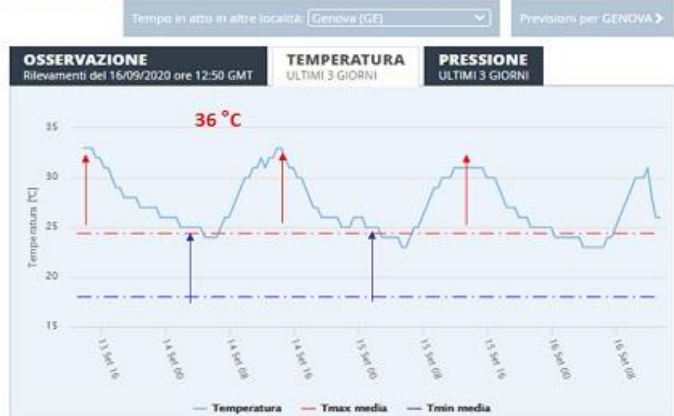 Tempo in atto in altre località: Genova (GE)
Previsioni per GENOVA >
OSSERVAZIONE
Rilevamenti del 16/09/2020 ore 12:50 GMT
TEMPERATURA
ULTIMI 3 GIORNI
PRESSIONE
ULTIMI 3 GIORNI
36 °C
Temperatura [°C]
35
30
25
20
15
13 Set 16
14 Set 00
14 Set 08
14 Set 16
15 Set 00
15 Set 08
15 Set 16
16 Set 00
16 Set 08
Temperatura
Tmax media
Tmin media